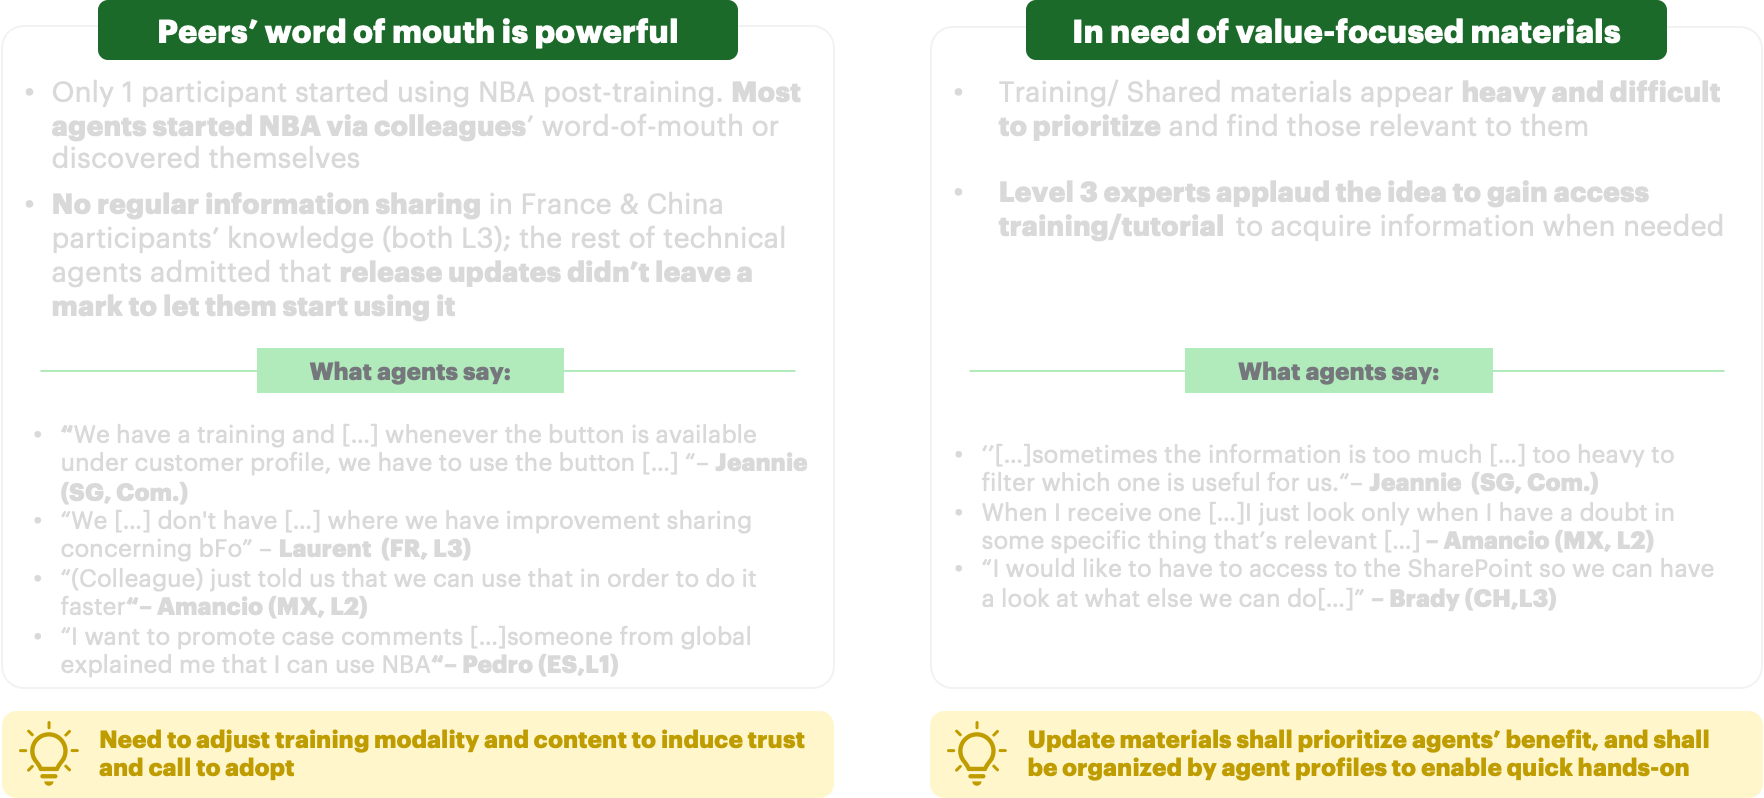 Peers’ word of mouth is powerful
• Only 1 participant started using NBA post-training. Most
agents started NBA via colleagues’ word-of-mouth or
discovered themselves
• No regular information sharing in France & China
participants’ knowledge (both L3); the rest of technical
agents admitted that release updates didn’t leave a
mark to let them start using it
What agents say:
• “We have a training and [...] whenever the button is available
under customer profile, we have to use the button [...] “– Jeannie
(SG, Com.)
• “We [...] don't have [...] where we have improvement sharing
concerning bFo” – Laurent (FR, L3)
• “(Colleague) just told us that we can use that in order to do it
faster“– Amancio (MX, L2)
• “I want to promote case comments [...]someone from global
explained me that I can use NBA“– Pedro (ES,L1)
Need to adjust training modality and content to induce trust
and call to adopt
In need of value-focused materials
• Training/ Shared materials appear heavy and difficult
to prioritize and find those relevant to them
• Level 3 experts applaud the idea to gain access
training/tutorial to acquire information when needed
What agents say:
• ‘’[...]sometimes the information is too much [...] too heavy to
filter which one is useful for us.“– Jeannie (SG, Com.)
• When I receive one [...]I just look only when I have a doubt in
some specific thing that’s relevant [...] – Amancio (MX, L2)
• “I would like to have to access to the SharePoint so we can have
a look at what else we can do[...]” – Brady (CH,L3)
Update materials shall prioritize agents’ benefit, and shall
be organized by agent profiles to enable quick hands-on